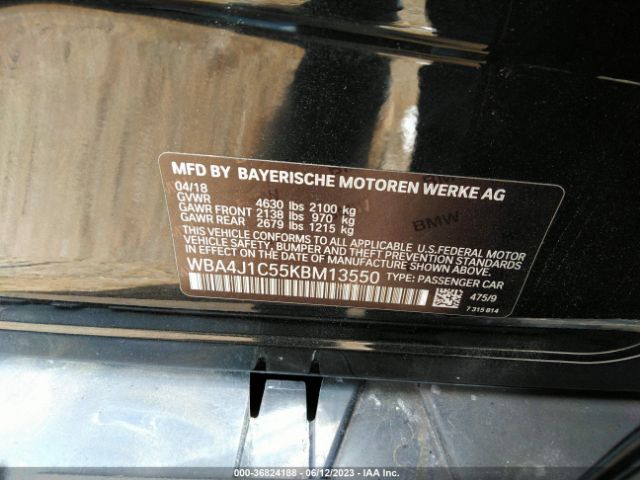 MFD BY BAYERISCHE MOTOREN WERKE AG
04/18
GVWR 4630 lbs 2100 kg
GAWR FRONT 2138 lbs 970 kg
GAWR REAR 2679 lbs 1215 kg
THIS VEHICLE CONFORMS TO ALL APPLICABLE U.S.FEDERAL MOTOR
VEHICLE SAFETY, BUMPER AND THEFT PREVENTION STANDARDS
IN EFFECT ON THE DATE OF MANUFACTURE SHOWN ABOVE.
WBA4J1C55KBM13550 TYPE: PASSENGER CAR
475/9
7 315 814
BMW
000-36824188 - 06/12/2023 - IAA Inc.